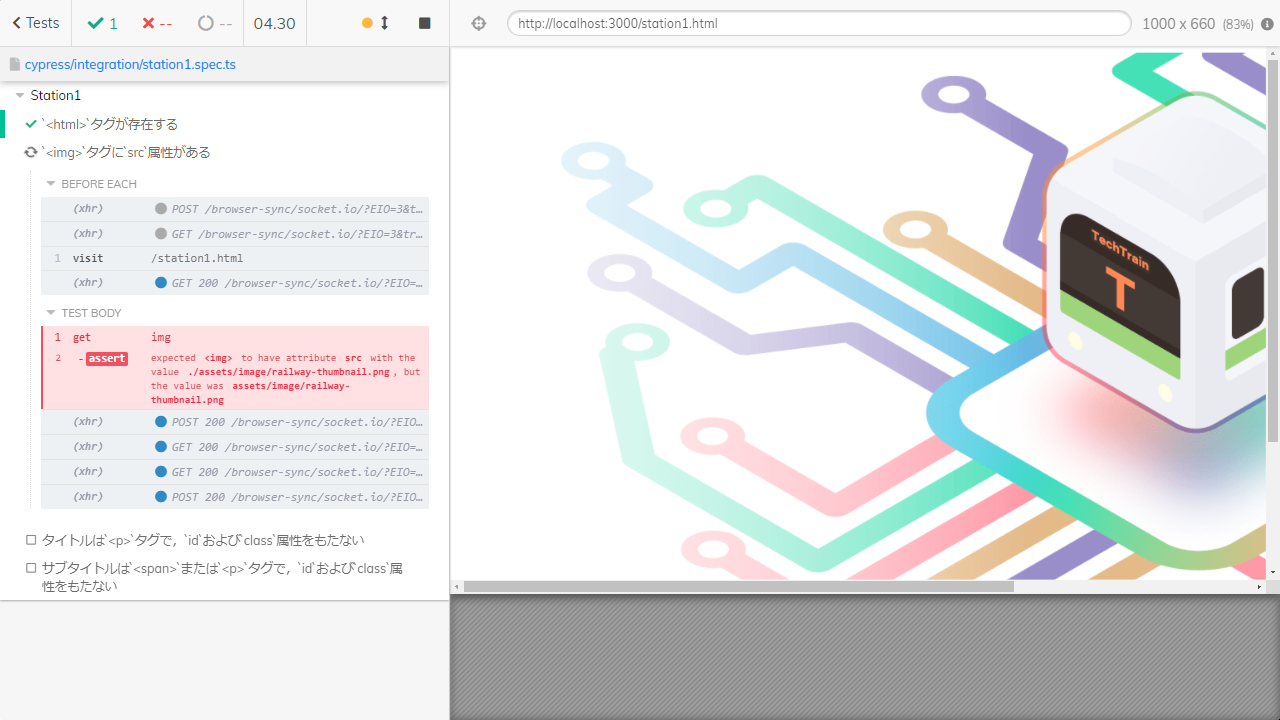 Tests
1
--
--
04.30
http://localhost:3000/station1.html
1000 x 660 (83%)
cypress/integration/station1.spec.ts
Station1
`<html>`タグが存在する
`<img>`タグに`src`属性がある
BEFORE EACH
(xhr) POST /browser-sync/socket.io/?EIO=3&t…
(xhr) GET /browser-sync/socket.io/?EIO=3&tr…
1 visit /station1.html
(xhr) GET 200 /browser-sync/socket.io/?EIO=…
TEST BODY
1 get img
2 -assert expected <img> to have attribute src with the
value ./assets/image/railway-thumbnail.png, but
the value was assets/image/railway-
thumbnail.png
(xhr) POST 200 /browser-sync/socket.io/?EIO…
(xhr) GET 200 /browser-sync/socket.io/?EIO=…
(xhr) GET 200 /browser-sync/socket.io/?EIO=…
(xhr) POST 200 /browser-sync/socket.io/?EIO…
タイトルは`<p>`タグで，`id`および`class`属性をもたない
サブタイトルは`<span>`または`<p>`タグで，`id`および`class`属
性をもたない
TechTrain
T